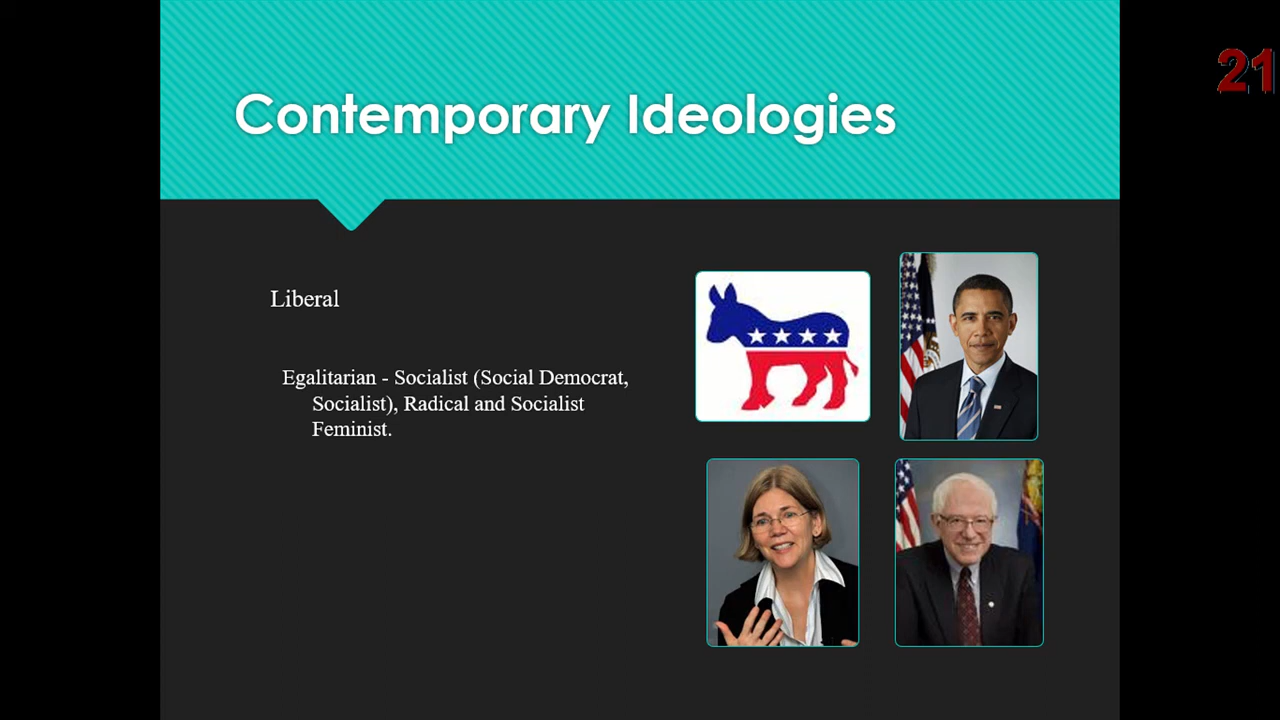 Contemporary Ideologies
21
Liberal
Egalitarian - Socialist (Social Democrat,
Socialist), Radical and Socialist
Feminist.